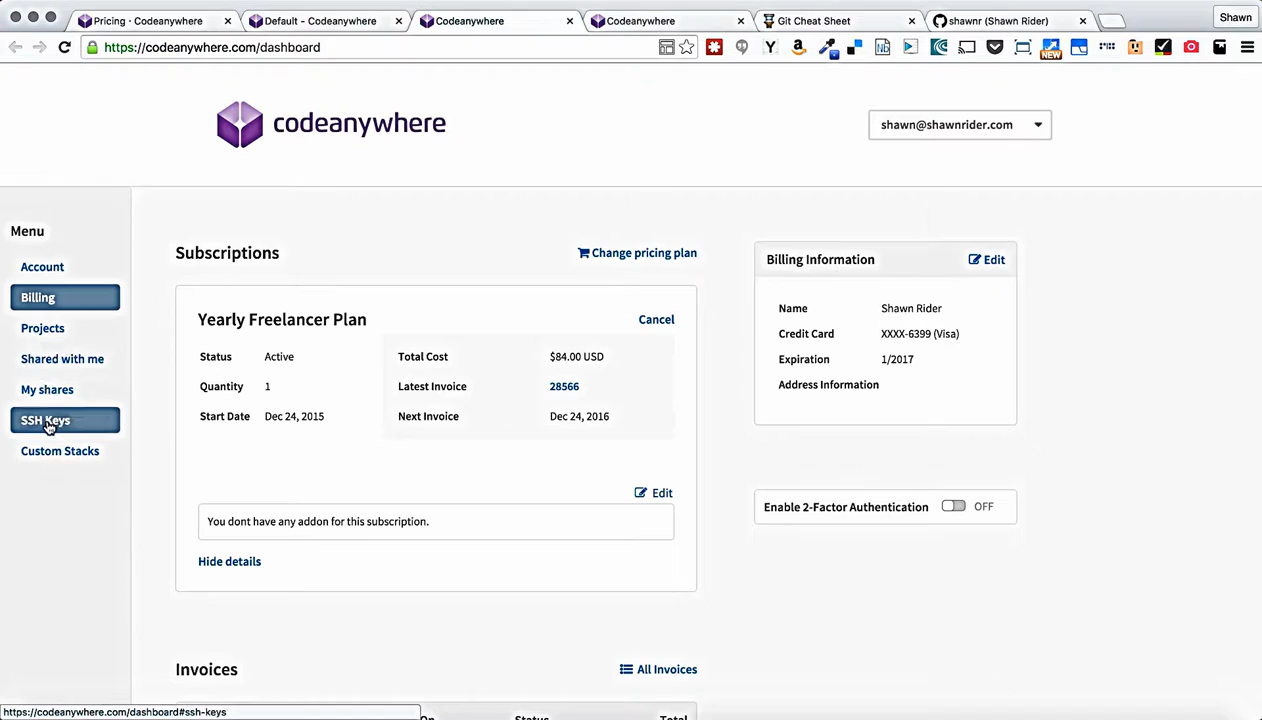 Pricing · Codeanywhere
Default - Codeanywhere
Codeanywhere
Codeanywhere
Git Cheat Sheet
shawnr (Shawn Rider)
Shawn
https://codeanywhere.com/dashboard
NEW
codeanywhere
shawn@shawnrider.com
Menu
Account
Billing
Projects
Shared with me
My shares
SSH Keys
Custom Stacks
Subscriptions
Change pricing plan
Yearly Freelancer Plan
Cancel
Status Active
Total Cost $84.00 USD
Quantity 1
Latest Invoice 28566
Start Date Dec 24, 2015
Next Invoice Dec 24, 2016
Edit
You dont have any addon for this subscription.
Hide details
Billing Information
Edit
Name Shawn Rider
Credit Card XXXX-6399 (Visa)
Expiration 1/2017
Address Information
Enable 2-Factor Authentication OFF
Invoices
All Invoices
On Status Total
https://codeanywhere.com/dashboard#ssh-keys